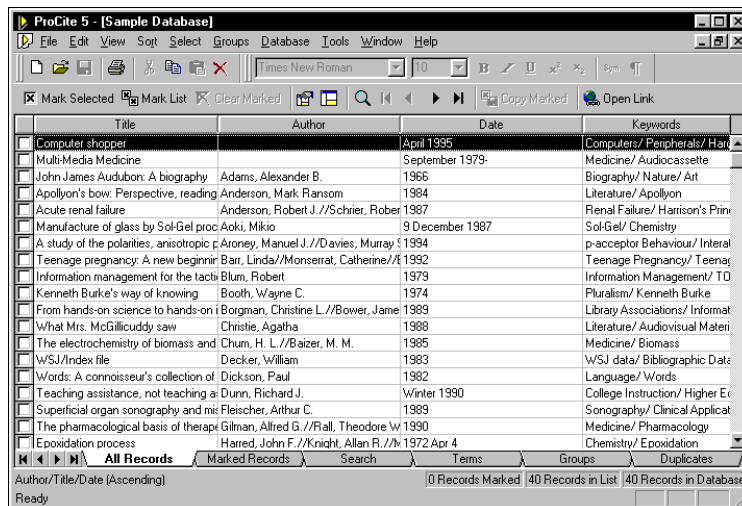 ProCite 5 - [Sample Database]
File Edit View Sort Select Groups Database Tools Window Help
Times New Roman 10 B I U x² x₂ Sym ¶
Mark Selected Mark List Clear Marked Copy Marked Open Link
Title Author Date Keywords
Computer shopper April 1995 Computers/ Peripherals/ Hard
Multi-Media Medicine September 1979- Medicine/ Audiocassette
John James Audubon: A biography Adams, Alexander B. 1966 Biography/ Nature/ Art
Apollyon's bow: Perspective, reading Anderson, Mark Ransom 1984 Literature/ Apollyon
Acute renal failure Anderson, Robert J.//Schrier, Rober 1987 Renal Failure/ Harrison's Prin
Manufacture of glass by Sol-Gel proc Aoki, Mikio 9 December 1987 Sol-Gel/ Chemistry
A study of the polarities, anisotropic p Aroney, Manuel J.//Davies, Murray 1994 p-acceptor Behaviour/ Intera
Teenage pregnancy: A new beginnin Barr, Linda//Monserrat, Catherine// 1992 Teenage Pregnancy/ Teenag
Information management for the tacti Blum, Robert 1979 Information Management/ TO
Kenneth Burke's way of knowing Booth, Wayne C. 1974 Pluralism/ Kenneth Burke
From hands-on science to hands-on i Borgman, Christine L.//Bower, Jame 1989 Library Associations/ Informat
What Mrs. McGillicuddy saw Christie, Agatha 1988 Literature/ Audiovisual Materi
The electrochemistry of biomass and Chum, H. L.//Baizer, M. M. 1985 Medicine/ Biomass
WSJ/Index file Decker, William 1983 WSJ data/ Bibliographic Data
Words: A connoisseur's collection of Dickson, Paul 1982 Language/ Words
Teaching assistance, not teaching a Dunn, Richard J. Winter 1990 College Instruction/ Higher Ed
Superficial organ sonography and mi Fleischer, Arthur C. 1989 Sonography/ Clinical Applicat
The pharmacological basis of therape Gilman, Alfred G.//Rall, Theodore W 1990 Medicine/ Pharmacology
Epoxidation process Harred, John F.//Knight, Allan R.//M 1972 Apr 4 Chemistry/ Epoxidation
All Records Marked Records Search Terms Groups Duplicates
Author/Title/Date (Ascending) 0 Records Marked 40 Records in List 40 Records in Database
Ready